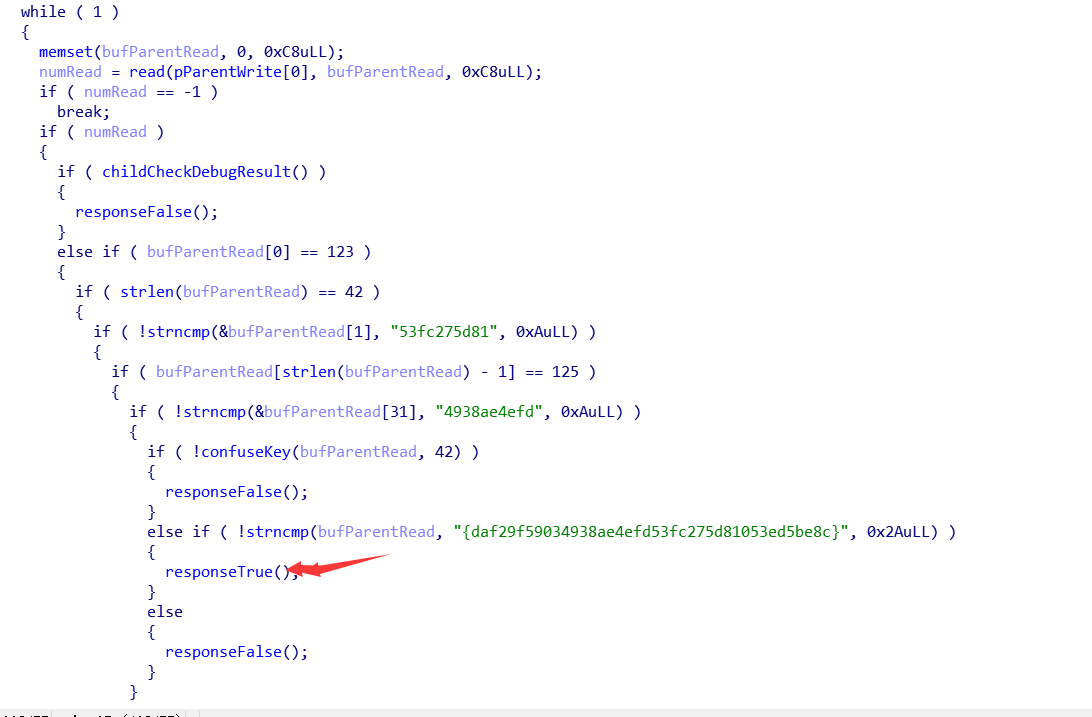 while ( 1 )
{
memset(bufParentRead, 0, 0xC8uLL);
numRead = read(pParentWrite[0], bufParentRead, 0xC8uLL);
if ( numRead == -1 )
break;
if ( numRead )
{
if ( childCheckDebugResult() )
{
responseFalse();
}
else if ( bufParentRead[0] == 123 )
{
if ( strlen(bufParentRead) == 42 )
{
if ( !strncmp(&bufParentRead[1], "53fc275d81", 0xAuLL) )
{
if ( bufParentRead[strlen(bufParentRead) - 1] == 125 )
{
if ( !strncmp(&bufParentRead[31], "4938ae4efd", 0xAuLL) )
{
if ( !confuseKey(bufParentRead, 42) )
{
responseFalse();
}
else if ( !strncmp(bufParentRead, "{daf29f59034938ae4efd53fc275d81053ed5be8c}", 0x2AuLL) )
{
responseTrue();
}
else
{
responseFalse();
}
}